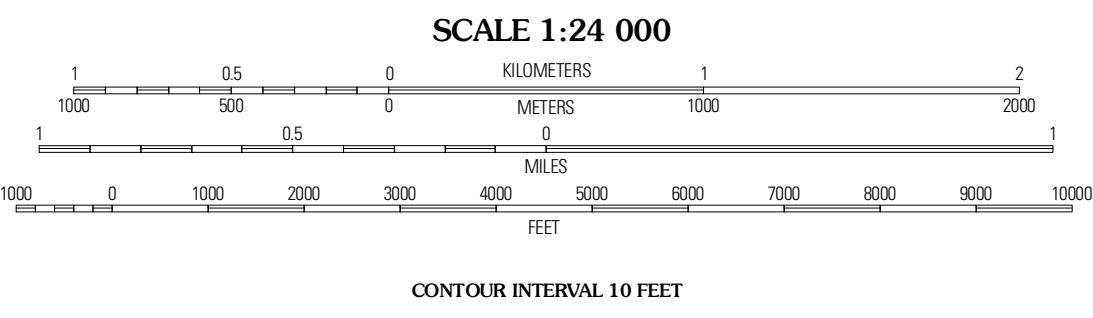 SCALE 1:24 000
1 0.5 0 KILOMETERS 1 2
1000 500 0 METERS 1000 2000
1 0.5 0 1
MILES
1000 0 1000 2000 3000 4000 5000 6000 7000 8000 9000 10000
FEET
CONTOUR INTERVAL 10 FEET